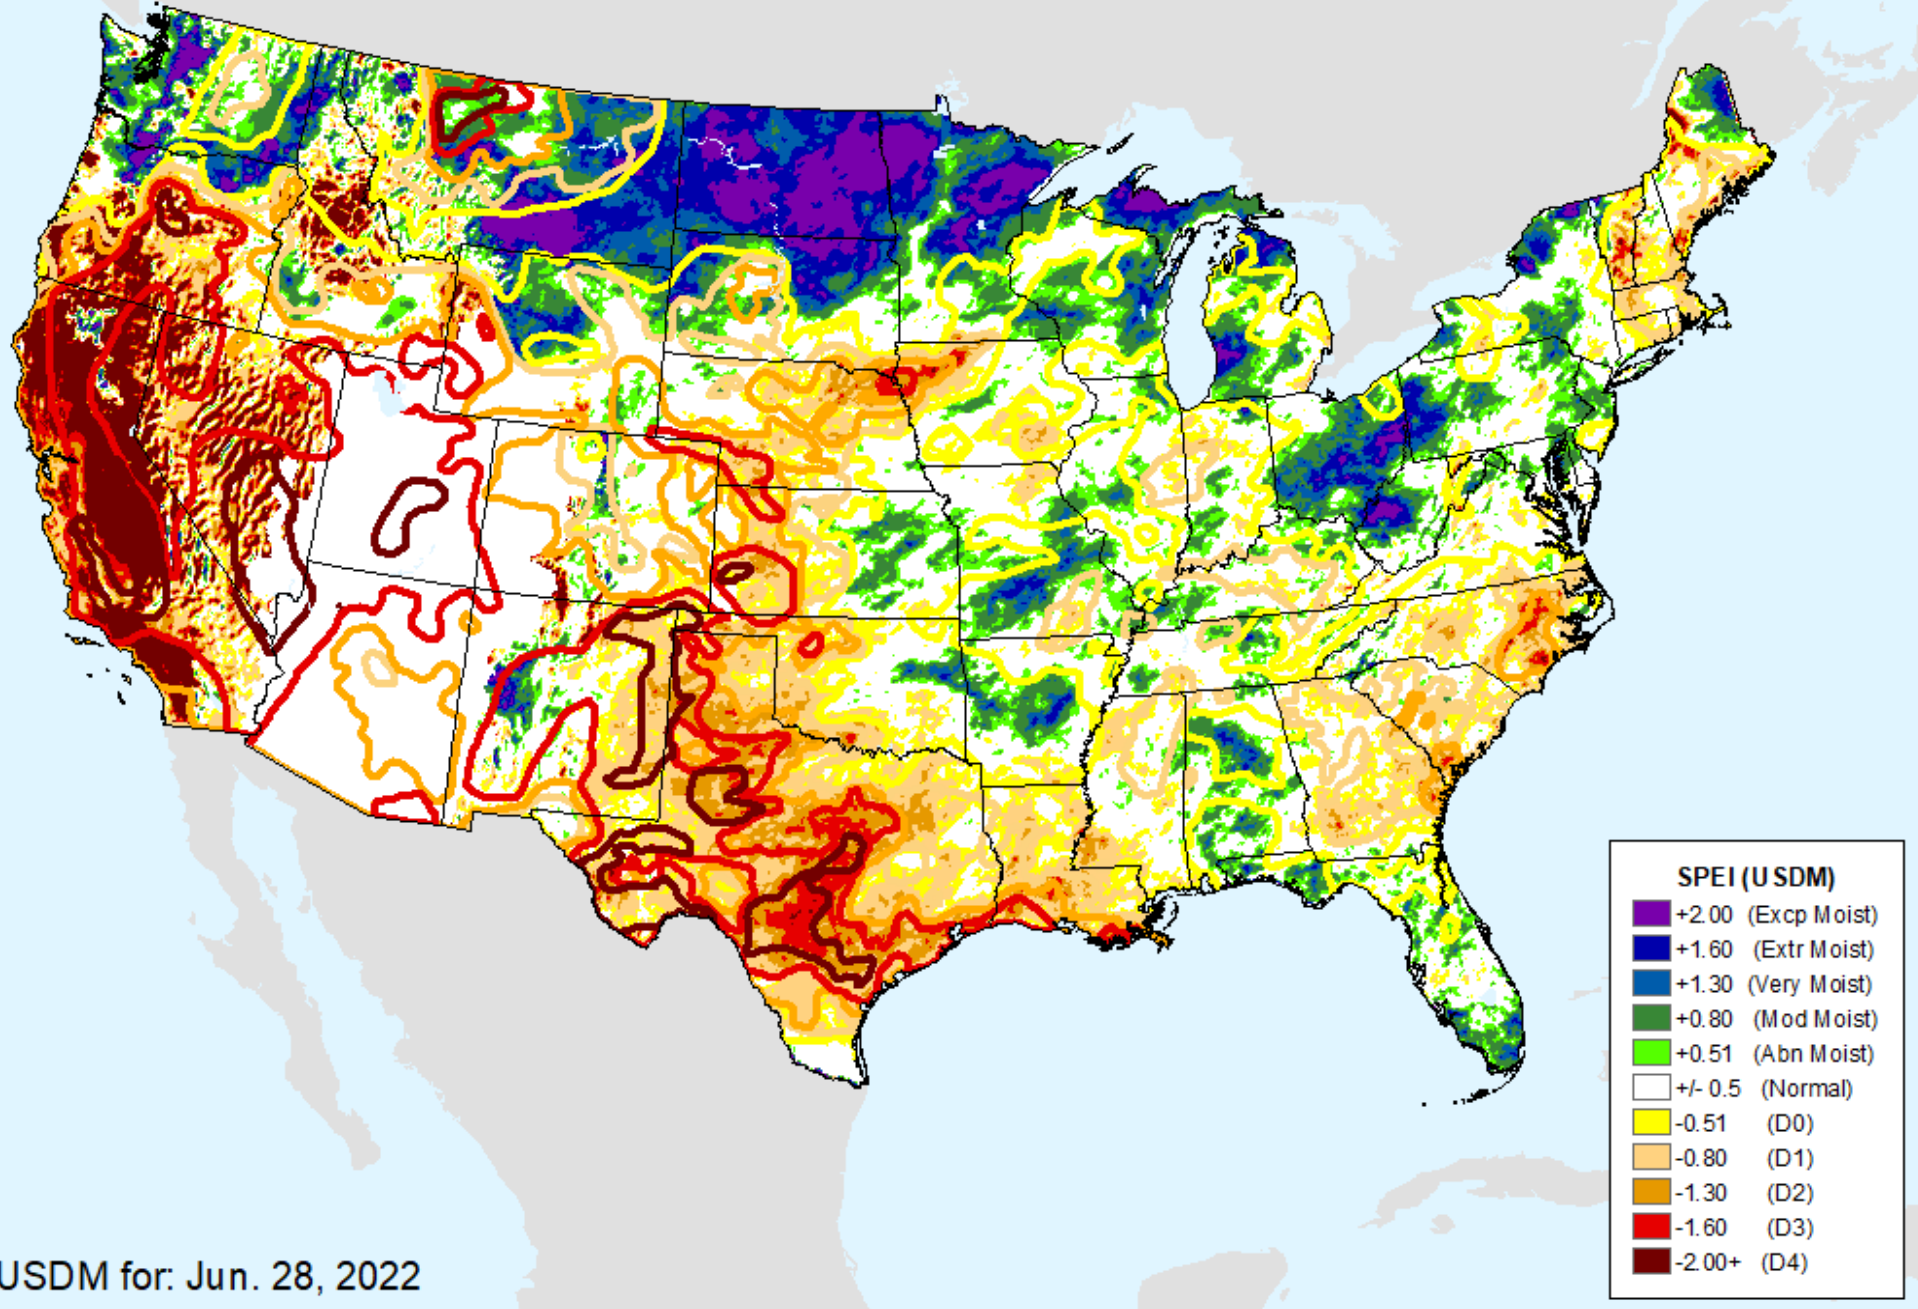 SPEI (USDM)
+2.00 (Excp Moist)
+1.60 (Extr Moist)
+1.30 (Very Moist)
+0.80 (Mod Moist)
+0.51 (Abn Moist)
+/- 0.5 (Normal)
-0.51 (D0)
-0.80 (D1)
-1.30 (D2)
-1.60 (D3)
-2.00+ (D4)
USDM for: Jun. 28, 2022